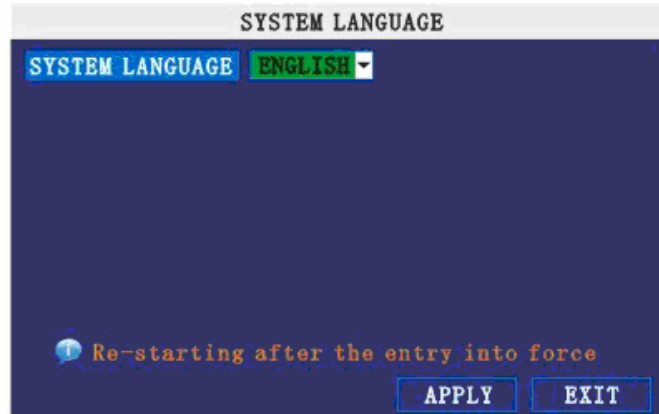 SYSTEM LANGUAGE
SYSTEM LANGUAGE ENGLISH
Re-starting after the entry into force
APPLY EXIT